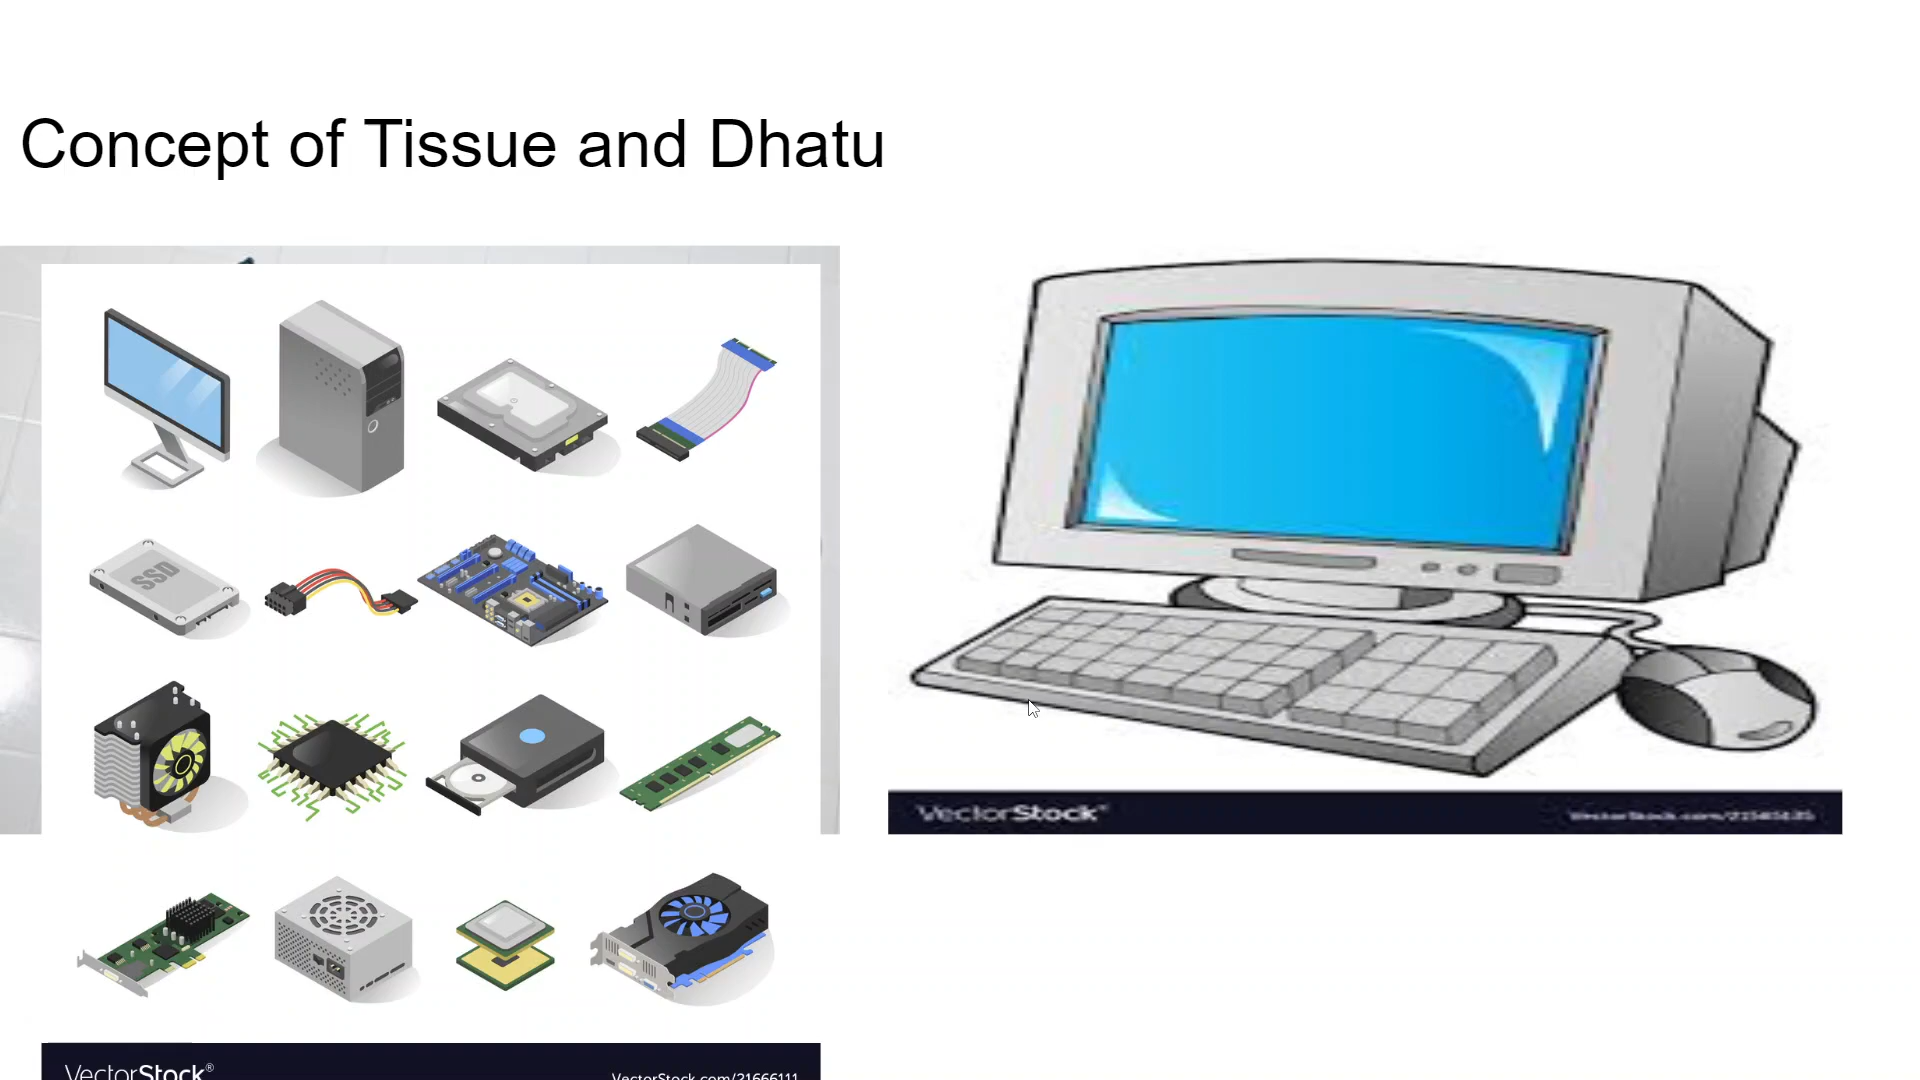 Concept of Tissue and Dhatu
SSD
VectorStock®
VectorStock®
VectorStock.com/21666111